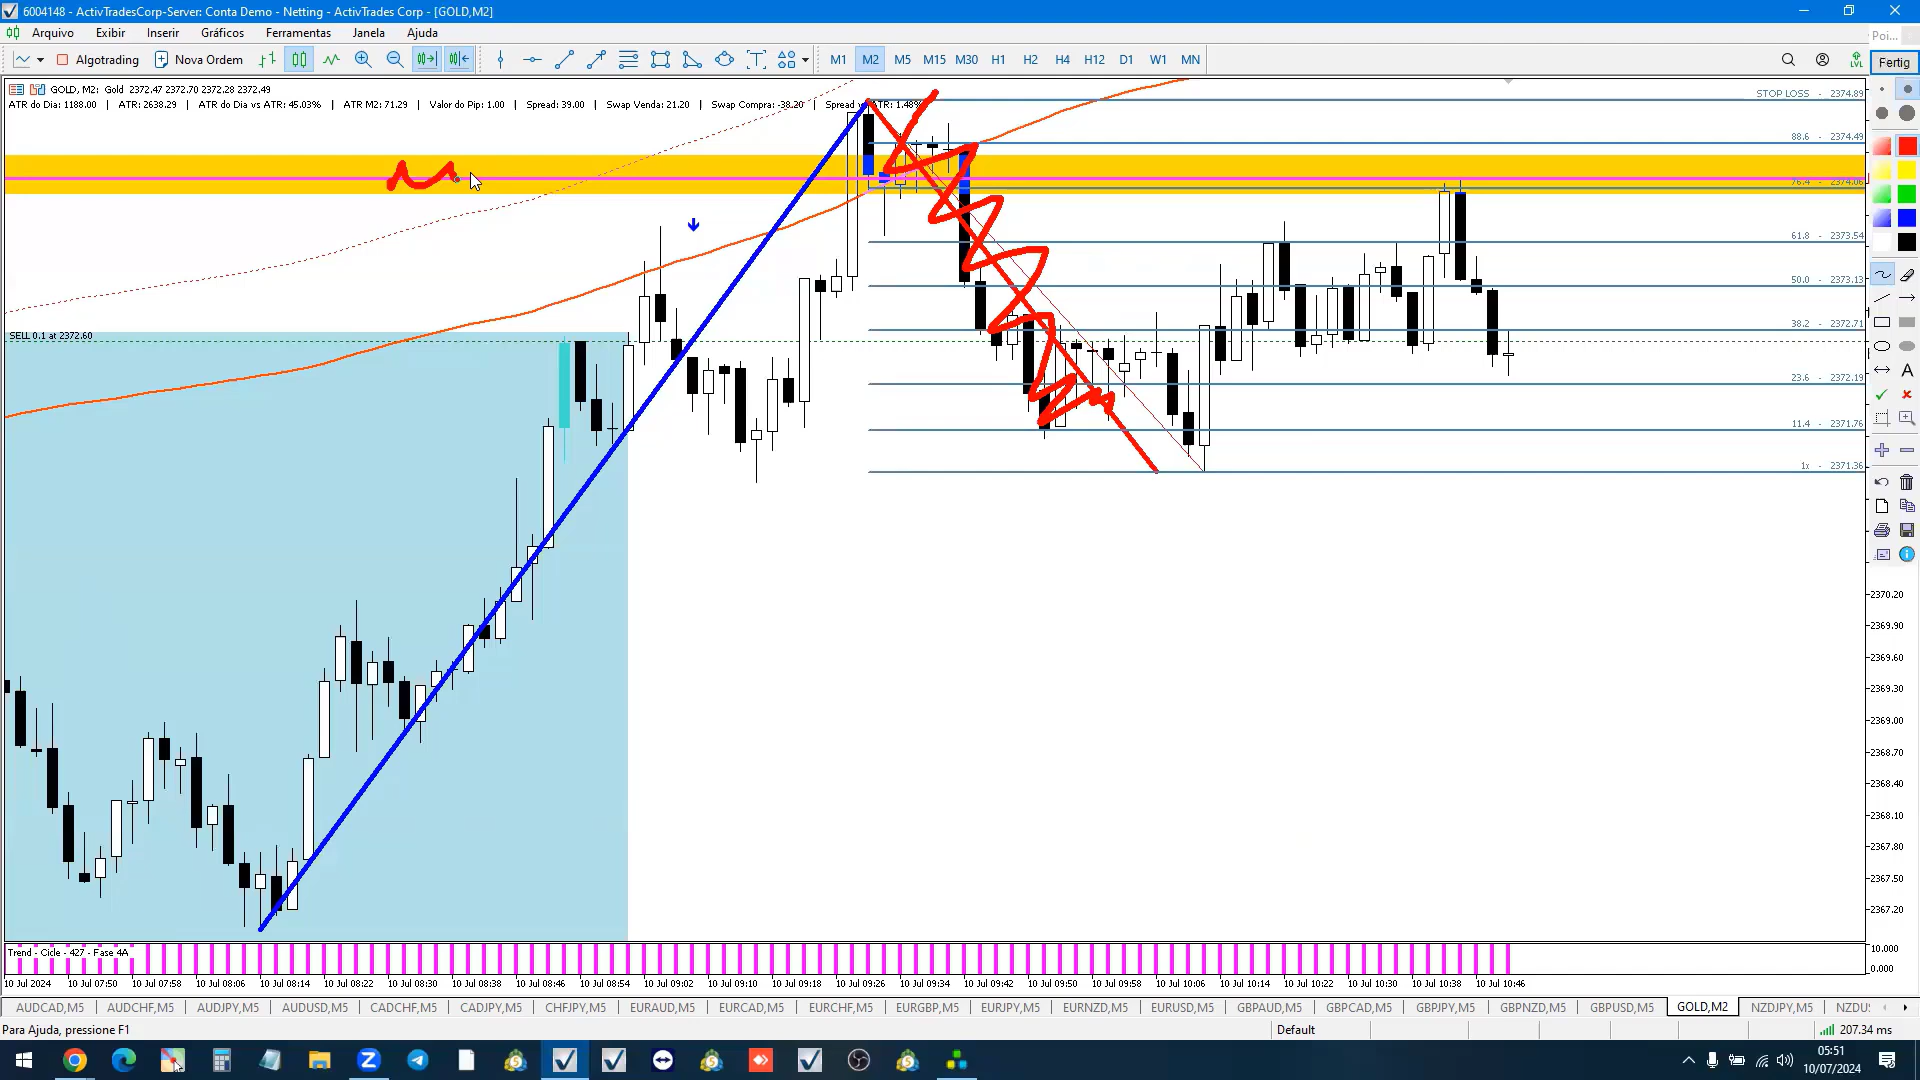 6004148 - ActivTradesCorp-Server: Conta Demo - Netting - ActivTrades Corp - [GOLD,M2]
Arquivo Exibir Inserir Gráficos Ferramentas Janela Ajuda
Algotrading Nova Ordem M1 M2 M5 M15 M30 H1 H2 H4 H12 D1 W1 MN LVL
Poi...
Fertig
GOLD, M2: Gold 2372.47 2372.70 2372.28 2372.49
ATR do Dia: 1188.00 | ATR: 2638.29 | ATR do Dia vs ATR: 45.03% | ATR M2: 71.29 | Valor do Pip: 1.00 | Spread: 39.00 | Swap Venda: 21.20 | Swap Compra: -38.20 | Spread vs ATR: 1.48%
STOP LOSS - 2374.89
88.6 - 2374.49
76.4 - 2374.06
61.8 - 2373.54
50.0 - 2373.13
38.2 - 2372.71
SELL 0.1 at 2372.60
23.6 - 2372.19
11.4 - 2371.76
1x - 2371.36
2370.20
2369.90
2369.60
2369.30
2369.00
2368.70
2368.40
2368.10
2367.80
2367.50
2367.20
Trend - Cicle - 427 - Fase 4A
10.000
0.000
10 Jul 2024 10 Jul 07:50 10 Jul 07:58 10 Jul 08:06 10 Jul 08:14 10 Jul 08:22 10 Jul 08:30 10 Jul 08:38 10 Jul 08:46 10 Jul 08:54 10 Jul 09:02 10 Jul 09:10 10 Jul 09:18 10 Jul 09:26 10 Jul 09:34 10 Jul 09:42 10 Jul 09:50 10 Jul 09:58 10 Jul 10:06 10 Jul 10:14 10 Jul 10:22 10 Jul 10:30 10 Jul 10:38 10 Jul 10:46
AUDCAD,M5 AUDCHF,M5 AUDJPY,M5 AUDUSD,M5 CADCHF,M5 CADJPY,M5 CHFJPY,M5 EURAUD,M5 EURCAD,M5 EURCHF,M5 EURGBP,M5 EURJPY,M5 EURNZD,M5 EURUSD,M5 GBPAUD,M5 GBPCAD,M5 GBPJPY,M5 GBPNZD,M5 GBPUSD,M5 GOLD,M2 NZDJPY,M5 NZDU:
Para Ajuda, pressione F1
Default
207.34 ms
05:51
10/07/2024